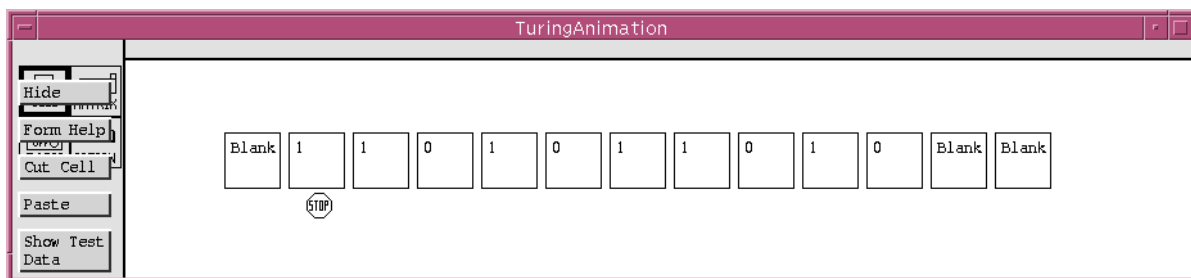 TuringAnimation
Hide
Form Help
Cut Cell
Paste
Show Test
Data
Blank 1 1 0 1 0 1 1 0 1 0 Blank Blank
STOP